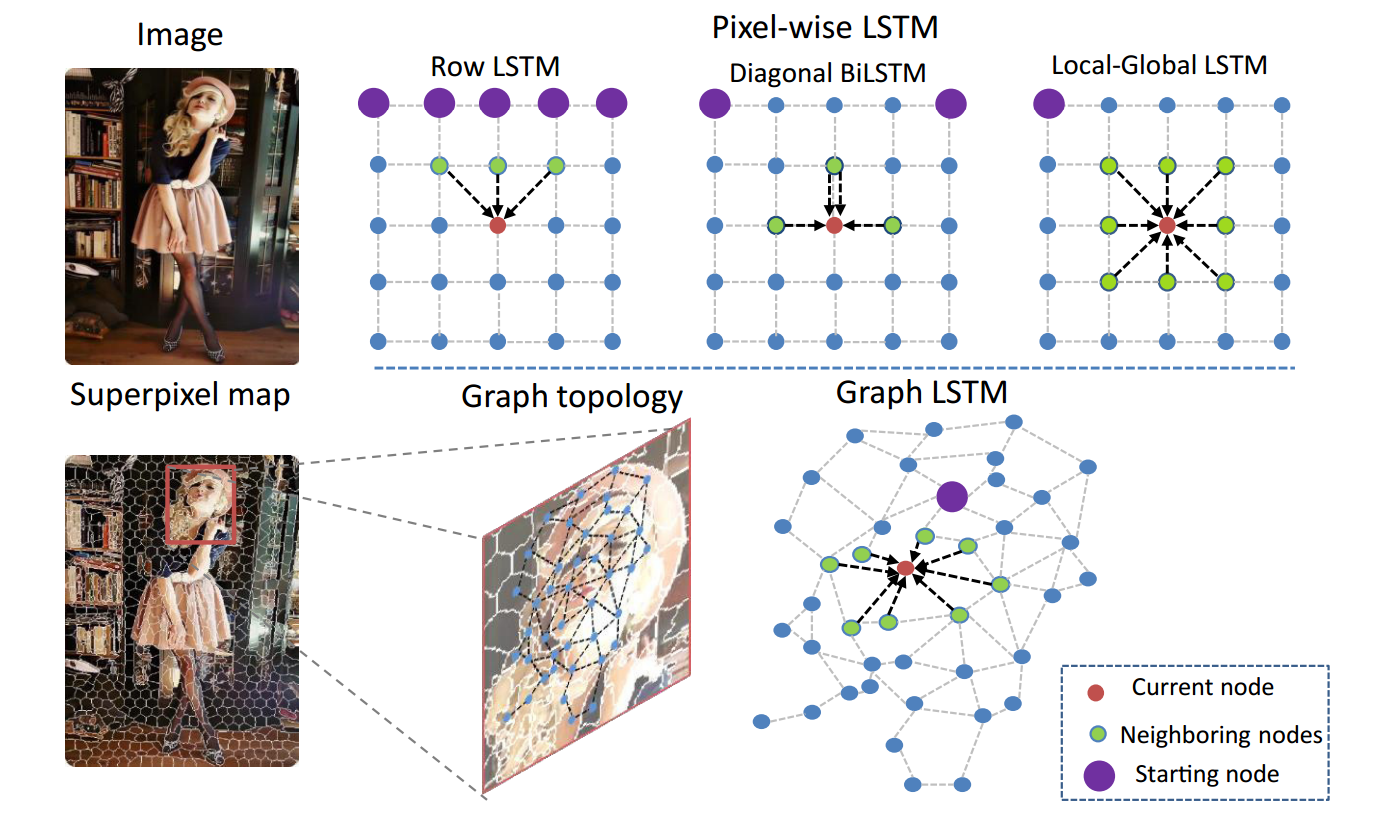 Image
Pixel-wise LSTM
Row LSTM
Diagonal BiLSTM
Local-Global LSTM
Superpixel map
Graph topology
Graph LSTM
Current node
Neighboring nodes
Starting node